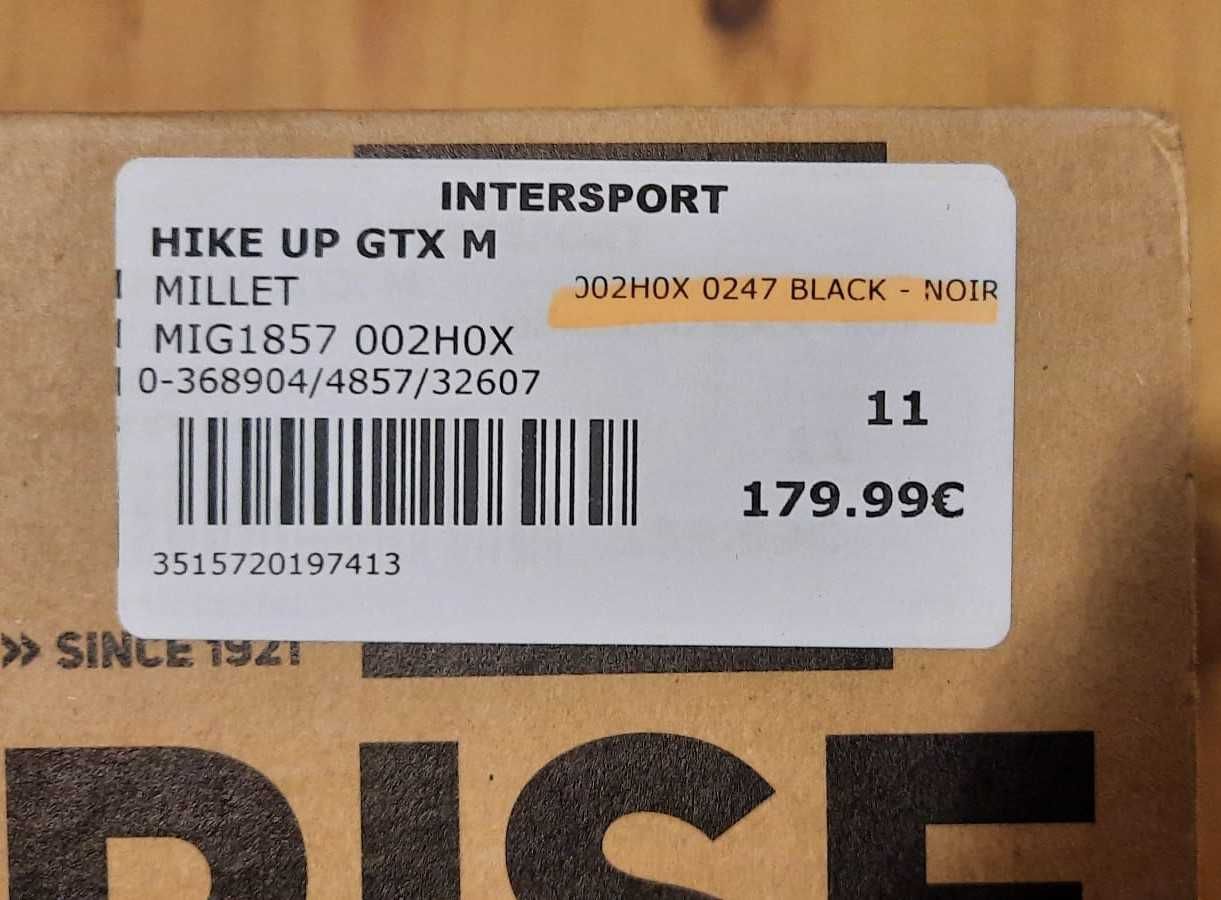 INTERSPORT
HIKE UP GTX M
MILLET
002H0X 0247 BLACK - NOIR
MIG1857 002H0X
0-368904/4857/32607
11
179.99€
3515720197413
» SINCE 1921
RISE